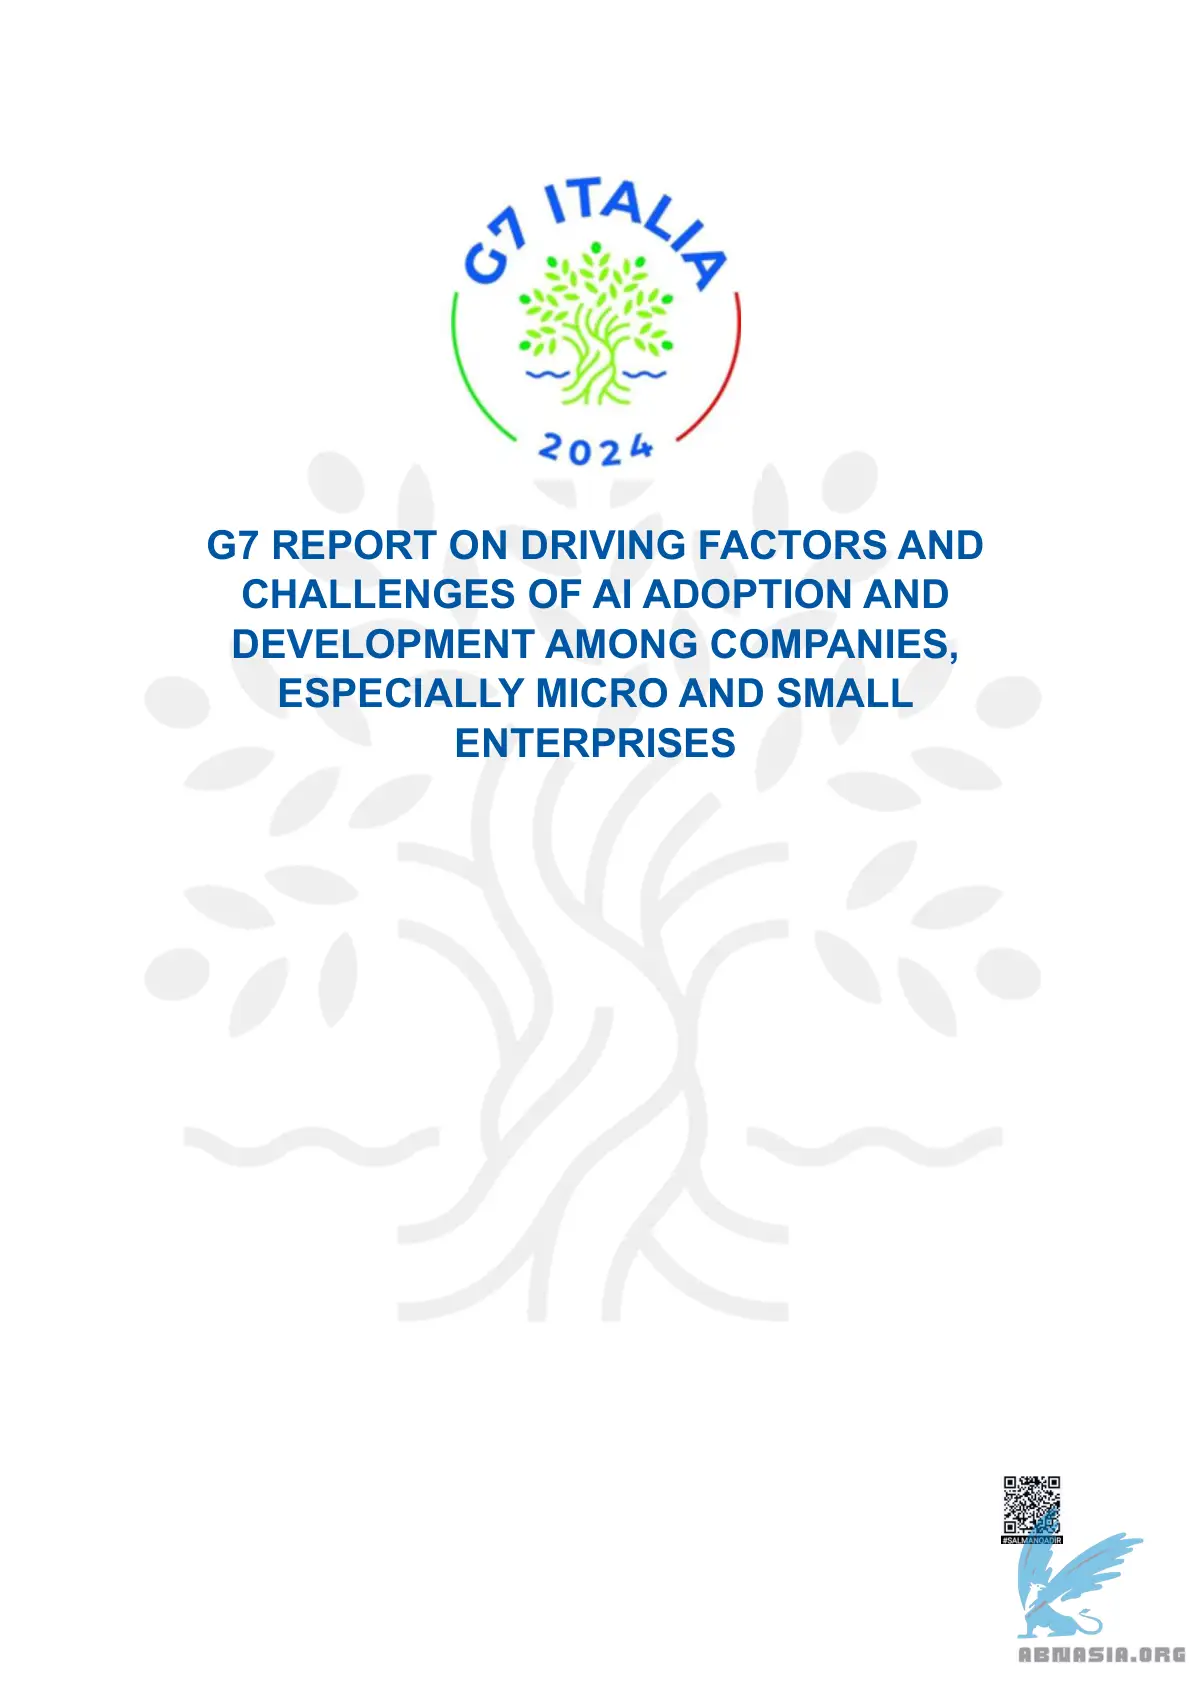 G7 ITALIA
2024
G7 REPORT ON DRIVING FACTORS AND
CHALLENGES OF AI ADOPTION AND
DEVELOPMENT AMONG COMPANIES,
ESPECIALLY MICRO AND SMALL
ENTERPRISES
#SALMANQADIR
ABNASIA.ORG